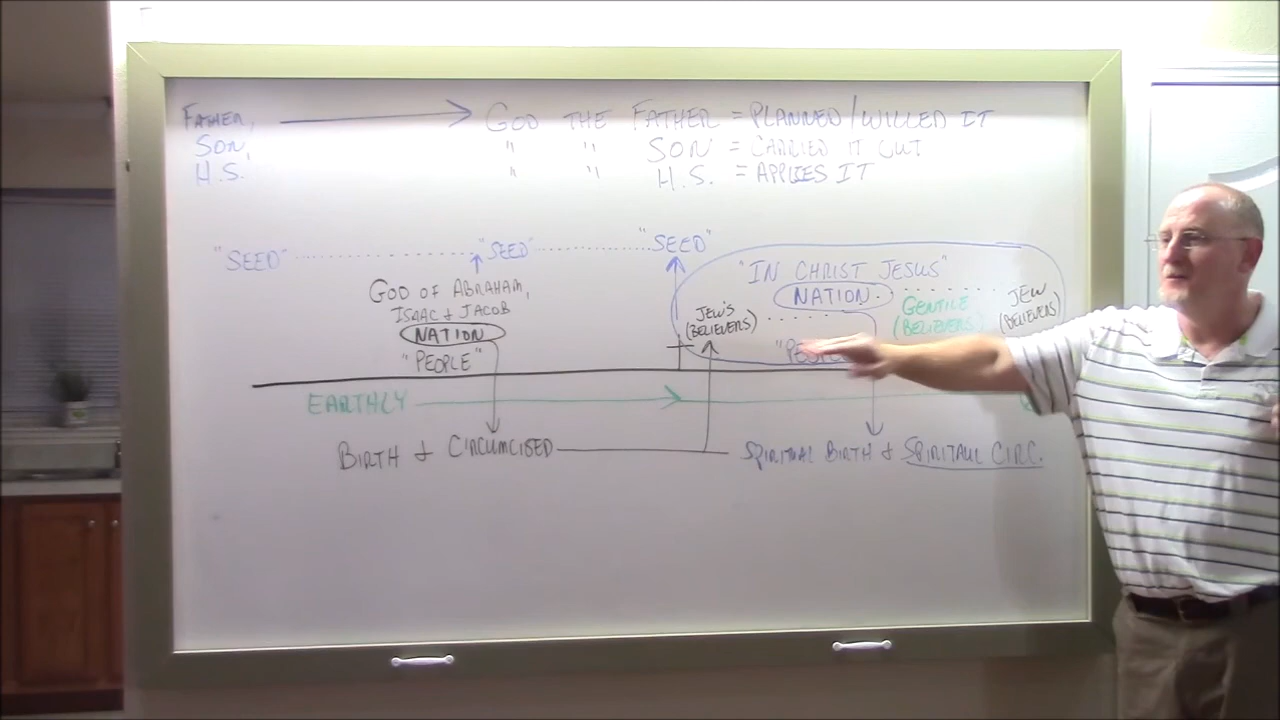 FATHER, GOD THE FATHER = PLANNED/WILLED IT
SON, " " SON = CARRIED IT OUT
H.S. " " H.S. = APPLIES IT
"SEED" "SEED" "SEED"
GOD OF ABRAHAM,
ISAAC & JACOB
NATION
"PEOPLE"
"IN CHRIST JESUS"
NATION
JEW'S
(BELIEVERS)
GENTILE
(BELIEVERS)
JEW
(BELIEVERS)
EARTHLY
BIRTH & CIRCUMCISED
SPIRITUAL BIRTH & SPIRITAUL CIRC.